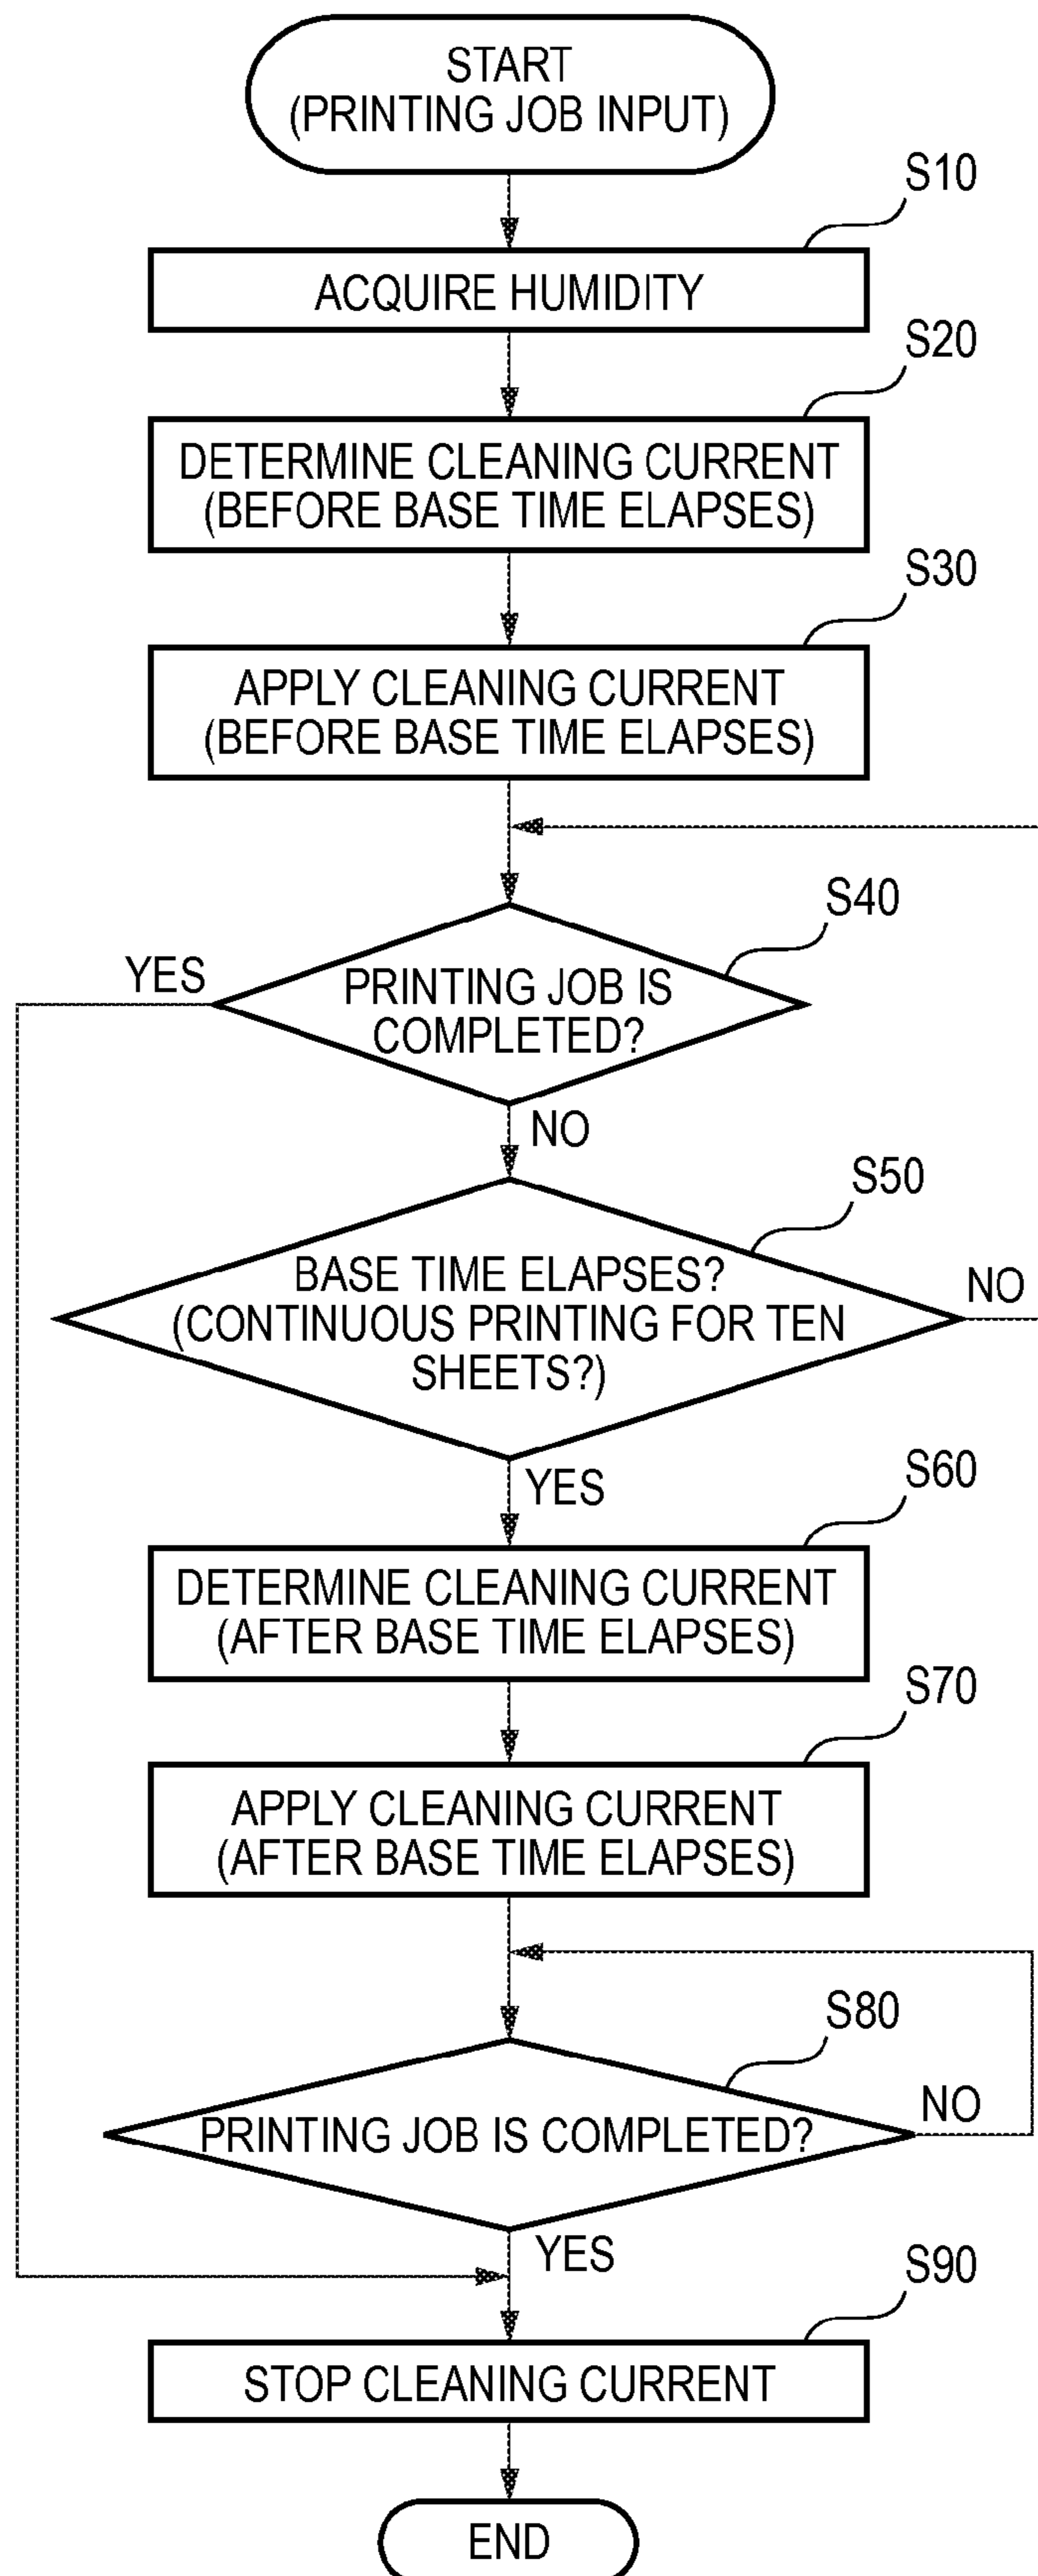 START
(PRINTING JOB INPUT)
S10
ACQUIRE HUMIDITY
S20
DETERMINE CLEANING CURRENT
(BEFORE BASE TIME ELAPSES)
S30
APPLY CLEANING CURRENT
(BEFORE BASE TIME ELAPSES)
S40
YES
PRINTING JOB IS
COMPLETED?
NO
S50
BASE TIME ELAPSES?
(CONTINUOUS PRINTING FOR TEN
SHEETS?)
NO
YES
S60
DETERMINE CLEANING CURRENT
(AFTER BASE TIME ELAPSES)
S70
APPLY CLEANING CURRENT
(AFTER BASE TIME ELAPSES)
S80
PRINTING JOB IS COMPLETED?
NO
YES
S90
STOP CLEANING CURRENT
END